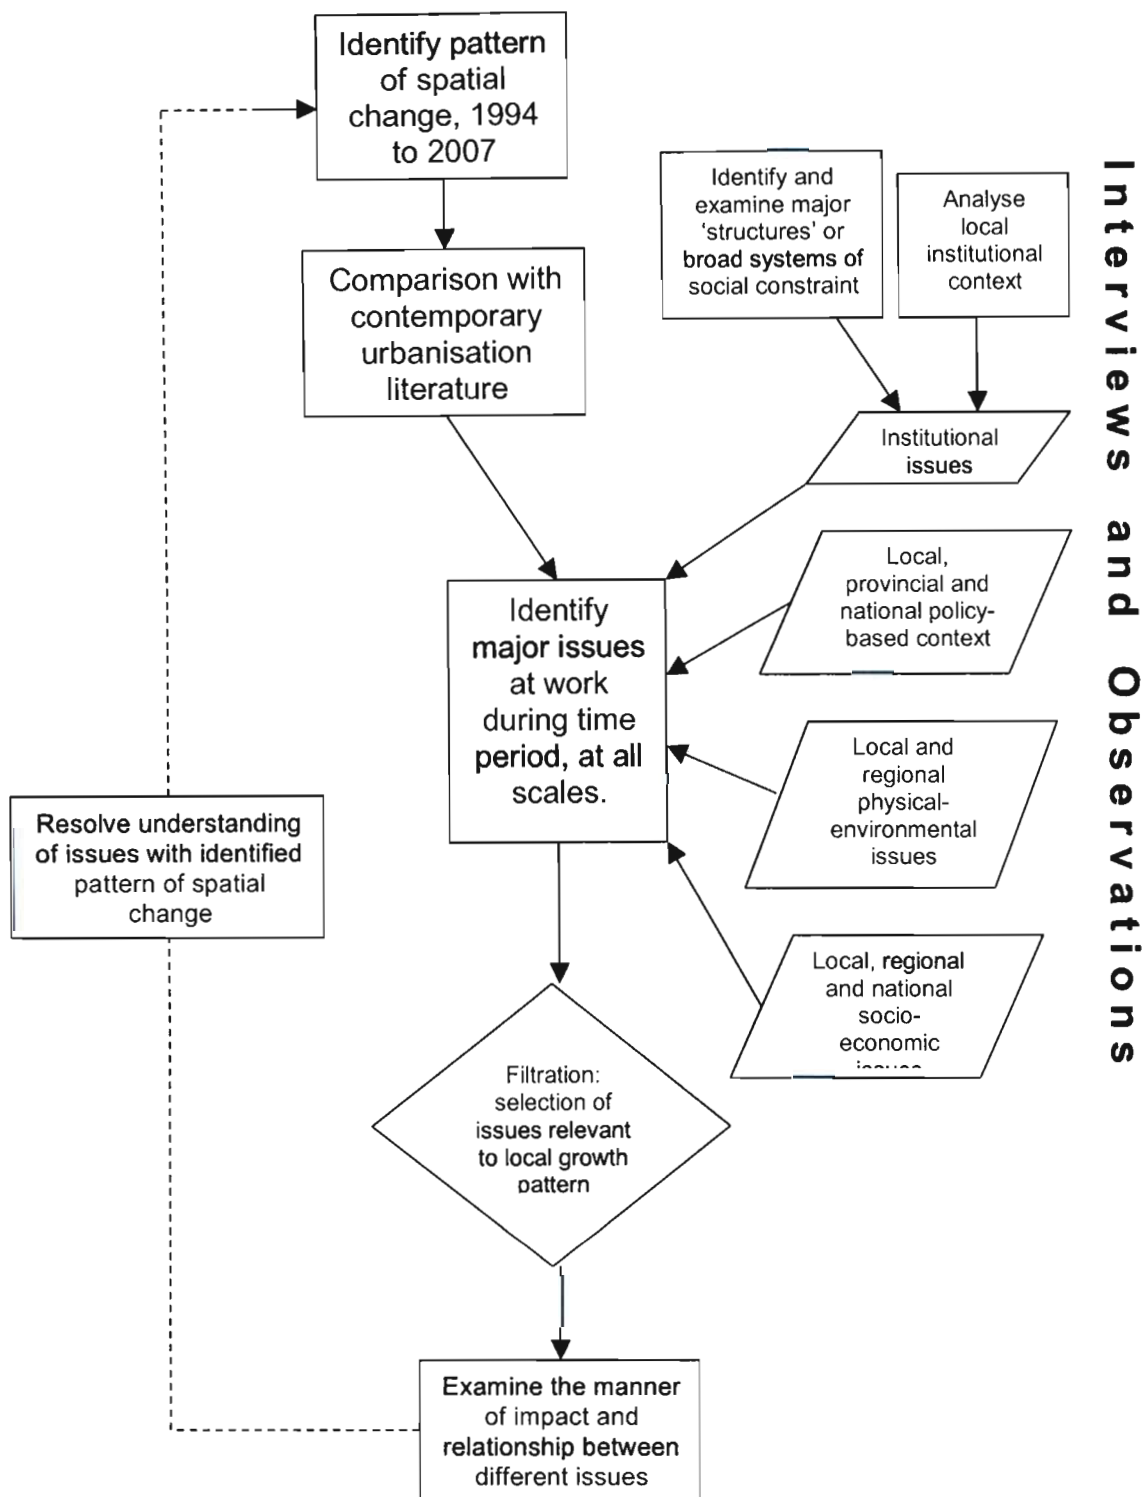 Identify pattern
of spatial
change, 1994
to 2007
Comparison with
contemporary
urbanisation
literature
Identify and
examine major
‘structures’ or
broad systems of
social constraint
Analyse
local
institutional
context
Institutional
issues
Local,
provincial and
national policy-
based context
Local and
regional
physical-
environmental
issues
Local, regional
and national
socio-
economic
issues
Identify
major issues
at work
during time
period, at all
scales.
Filtration:
selection of
issues relevant
to local growth
pattern
Examine the manner
of impact and
relationship between
different issues
Resolve understanding
of issues with identified
pattern of spatial
change
Interviews and Observations